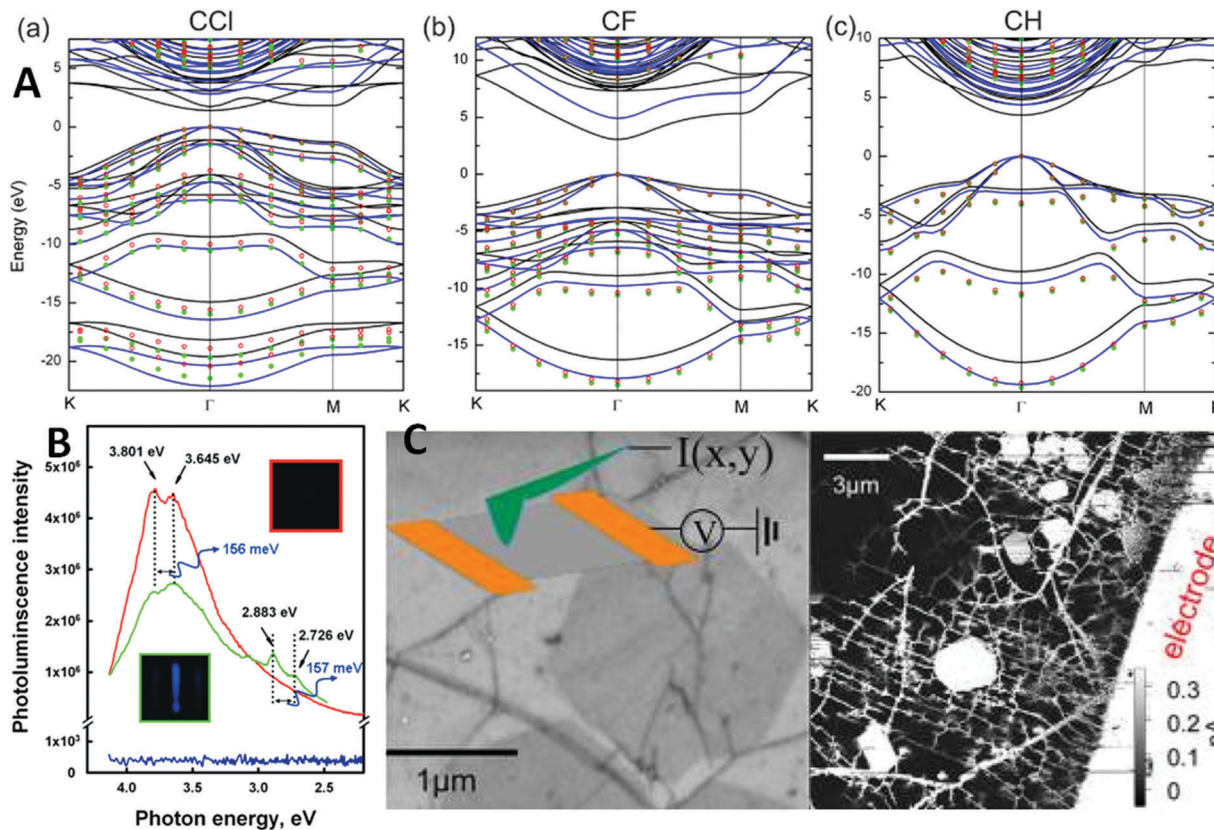 (a) CCl
(b) CF
(c) CH
A
Energy (eV)
5
0
-5
-10
-15
-20
K Γ M K
10
5
0
-5
-10
-15
K Γ M K
10
5
0
-5
-10
-15
-20
K Γ M
B
3.801 eV
3.645 eV
156 meV
2.883 eV
2.726 eV
157 meV
Photoluminscence intensity
5x10⁶
4x10⁶
3x10⁶
2x10⁶
1x10⁶
1x10³
0
4.0 3.5 3.0 2.5
Photon energy, eV
C
I(x,y)
V
1μm
3μm
electrode
0.3
0.2
0.1
0